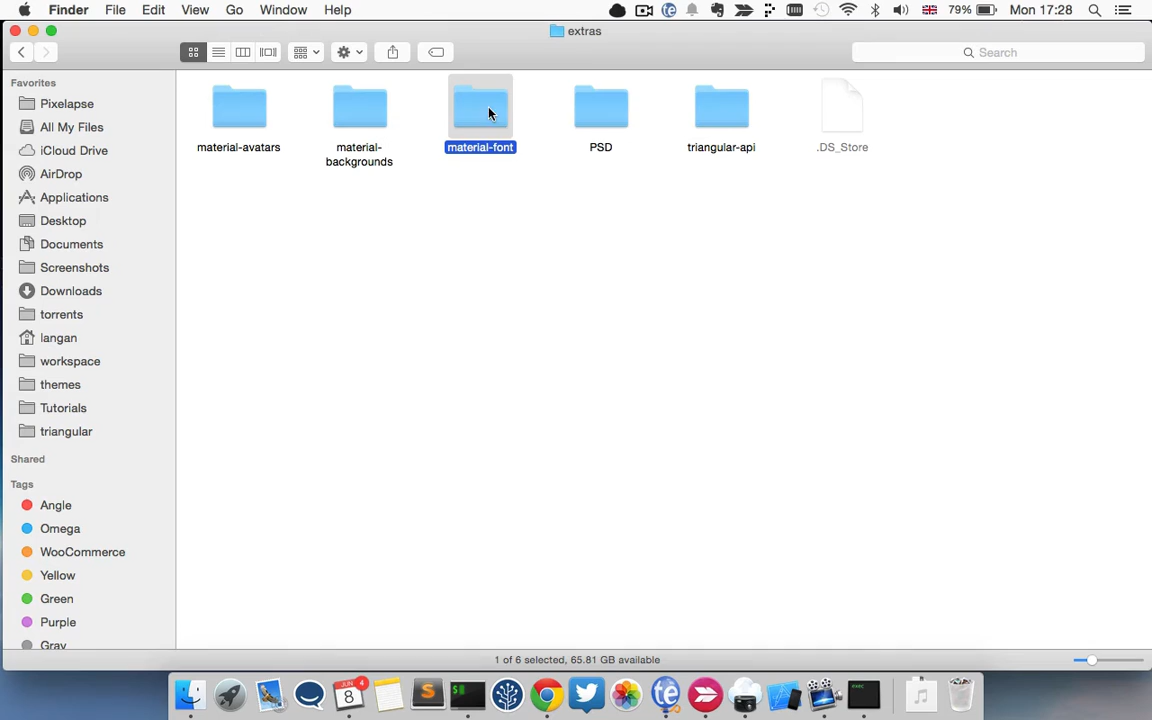 Finder File Edit View Go Window Help 79% Mon 17:28
extras
Search
Favorites
Pixelapse
All My Files
iCloud Drive
AirDrop
Applications
Desktop
Documents
Screenshots
Downloads
torrents
langan
workspace
themes
Tutorials
triangular
Shared
Tags
Angle
Omega
WooCommerce
Yellow
Green
Purple
Gray
material-avatars
material-
backgrounds
material-font
PSD
triangular-api
.DS_Store
1 of 6 selected, 65.81 GB available
4
8